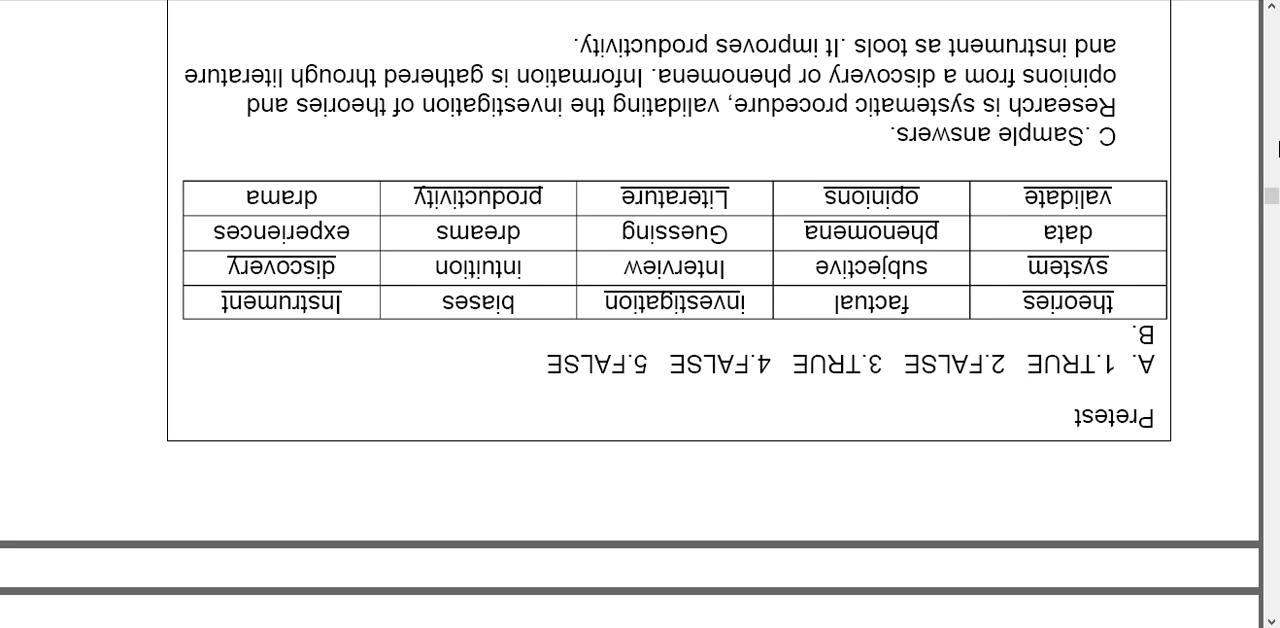 Pretest
A. 1.TRUE 2.FALSE 3.TRUE 4.FALSE 5.FALSE
B.
theories factual investigation biases Instrument
system subjective Interview intuition discovery
data phenomena Guessing dreams experiences
validate opinions Literature productivity drama
C .Sample answers.
Research is systematic procedure, validating the investigation of theories and
opinions from a discovery or phenomena. Information is gathered through literature
and instrument as tools .It improves productivity.